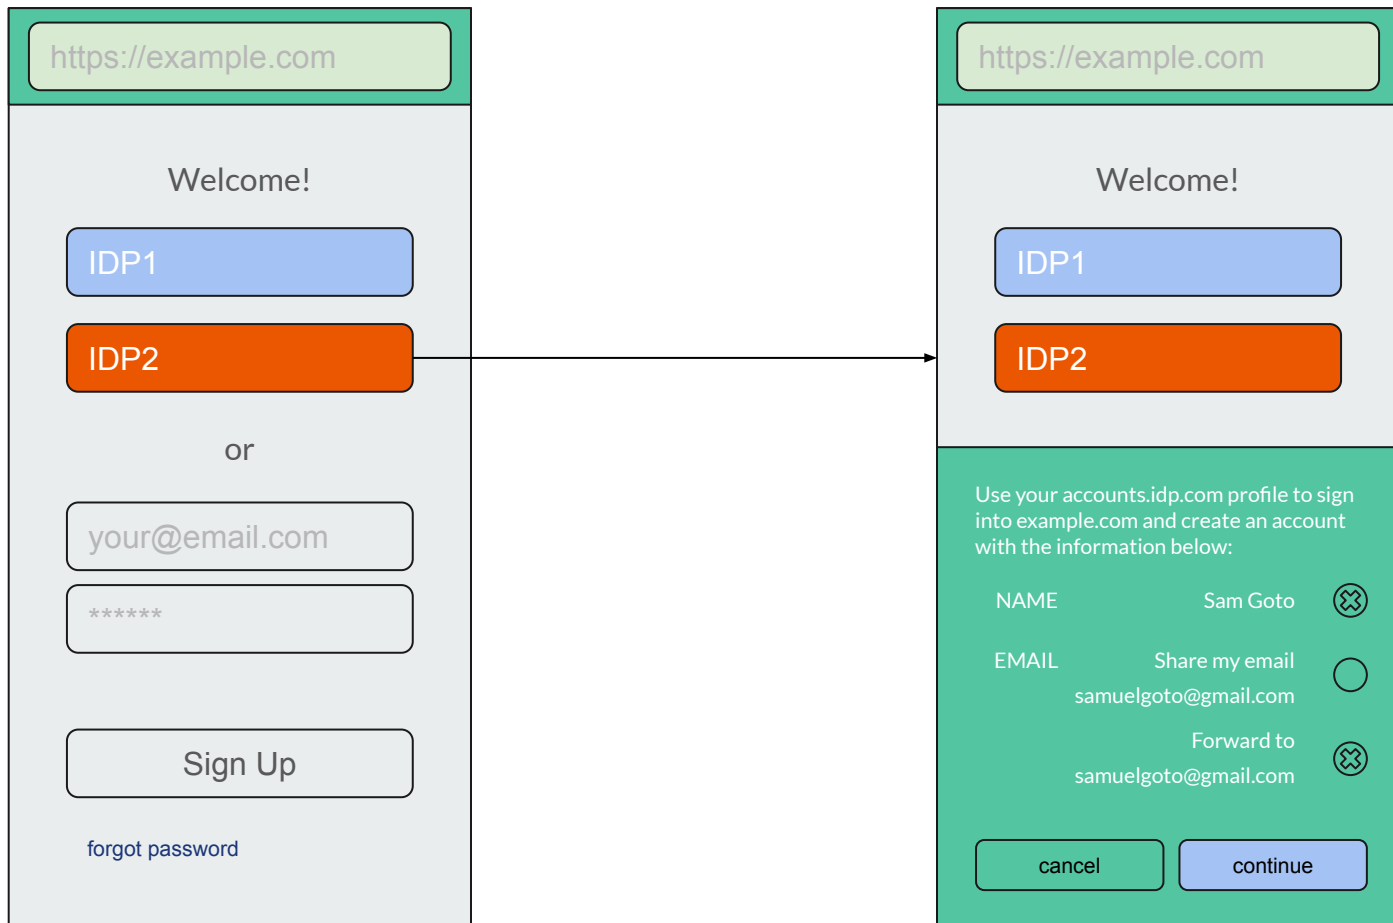 https://example.com
Welcome!
IDP1
IDP2
or
your@email.com
******
Sign Up
forgot password
https://example.com
Welcome!
IDP1
IDP2
Use your accounts.idp.com profile to sign
into example.com and create an account
with the information below:
NAME Sam Goto
EMAIL Share my email
samuelgoto@gmail.com
Forward to
samuelgoto@gmail.com
cancel continue